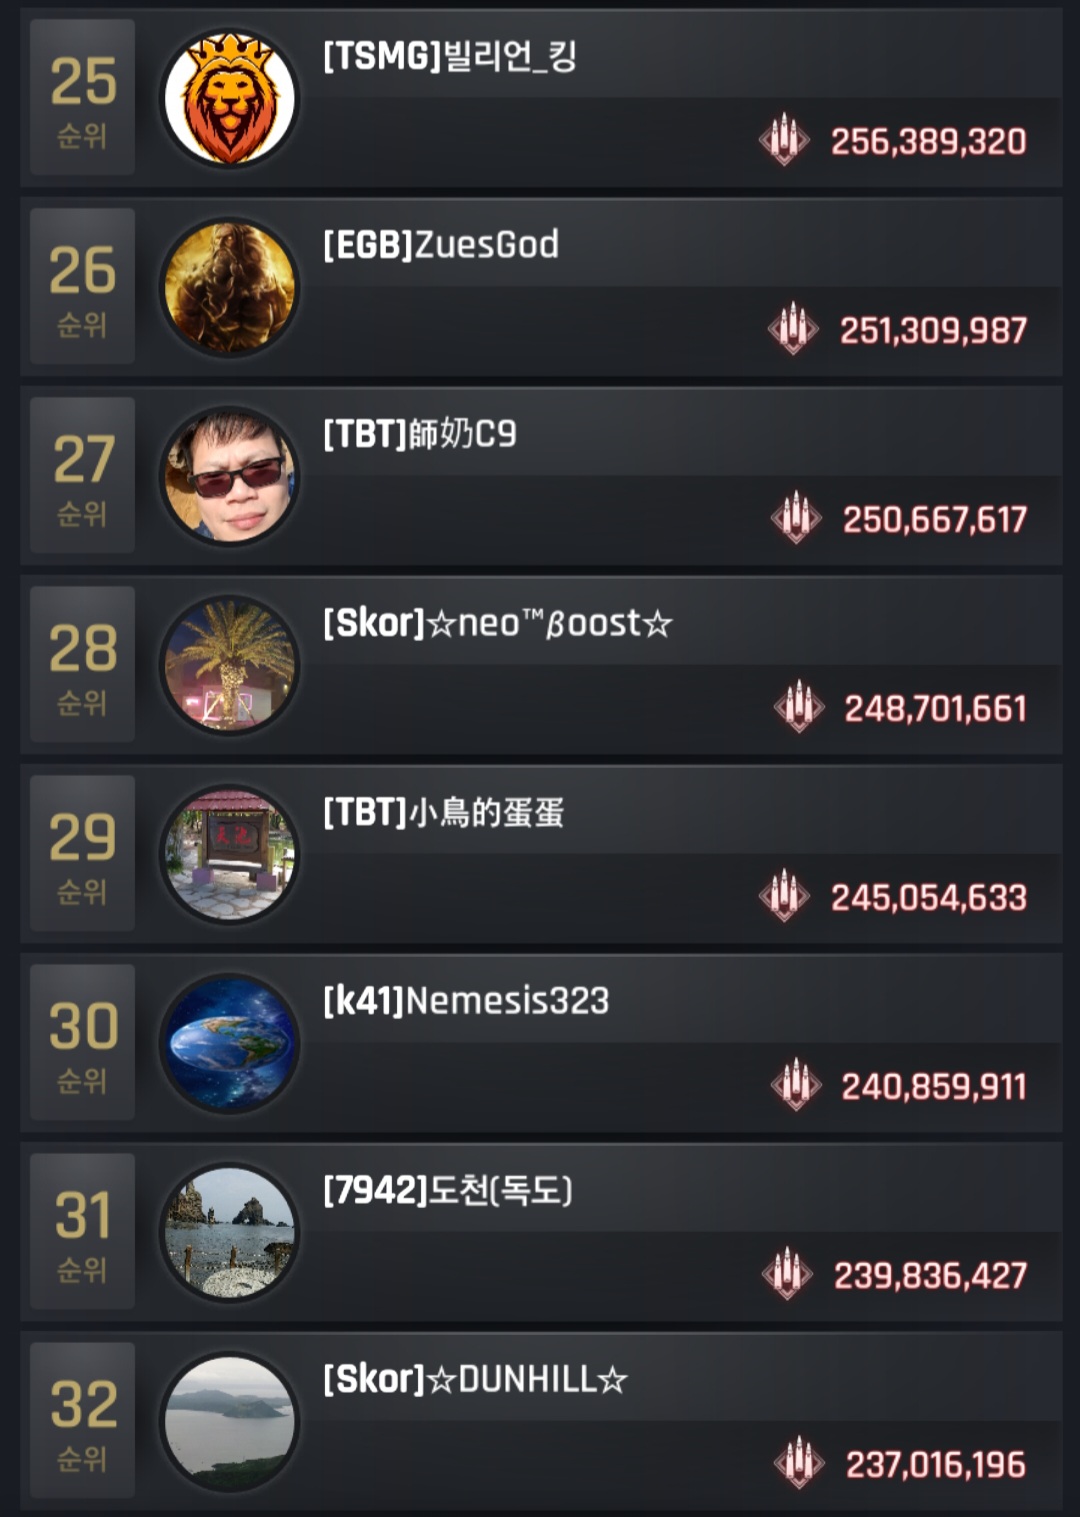 25
순위
[TSMG]빌리언_킹
256,389,320
26
순위
[EGB]ZuesGod
251,309,987
27
순위
[TBT]師奶C9
250,667,617
28
순위
[Skor]☆neo™βoost☆
248,701,661
29
순위
[TBT]小鳥的蛋蛋
245,054,633
30
순위
[k41]Nemesis323
240,859,911
31
순위
[7942]도천(독도)
239,836,427
32
순위
[Skor]☆DUNHILL☆
237,016,196